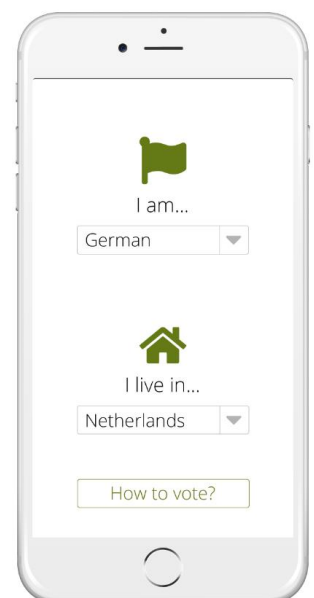 I am...
German
I live in...
Netherlands
How to vote?